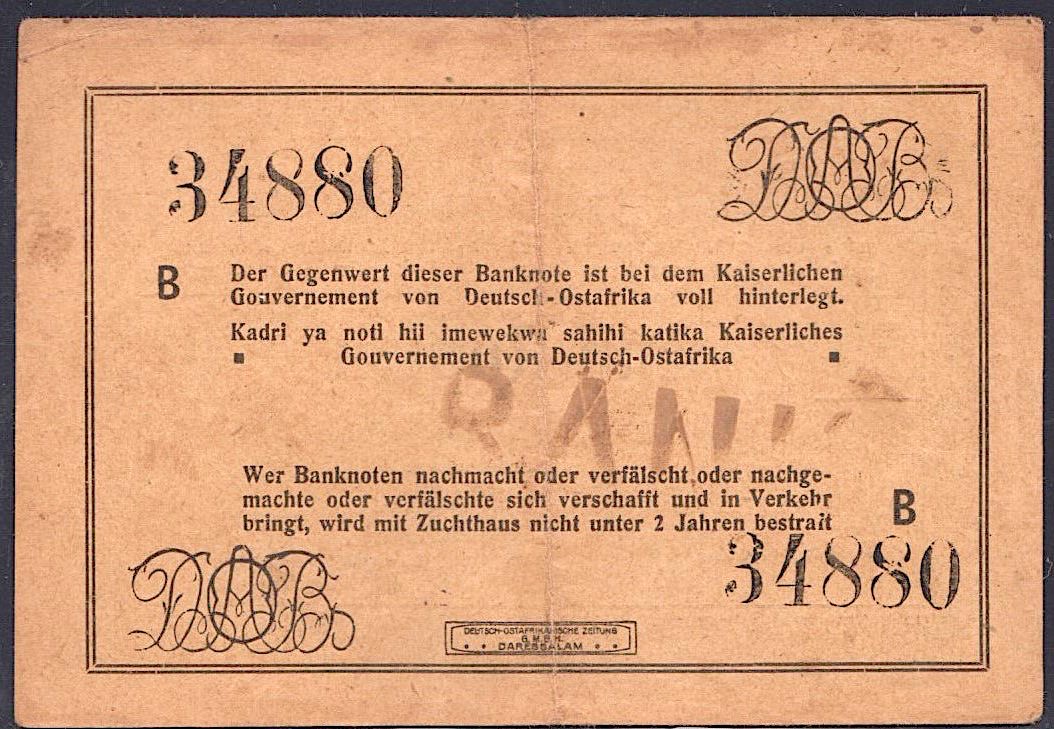 34880
DOAB
B
Der Gegenwert dieser Banknote ist bei dem Kaiserlichen
Gouvernement von Deutsch-Ostafrika voll hinterlegt.
Kadri ya noti hii imewekwa sahihi katika Kaiserliches
Gouvernement von Deutsch-Ostafrika
Wer Banknoten nachmacht oder verfälscht oder nachge-
machte oder verfälschte sich verschafft und in Verkehr
bringt, wird mit Zuchthaus nicht unter 2 Jahren bestraft
B
34880
DOAB
DEUTSCH-OSTAFRIKANISCHE ZEITUNG
G.M.B.H.
DARESSALAM